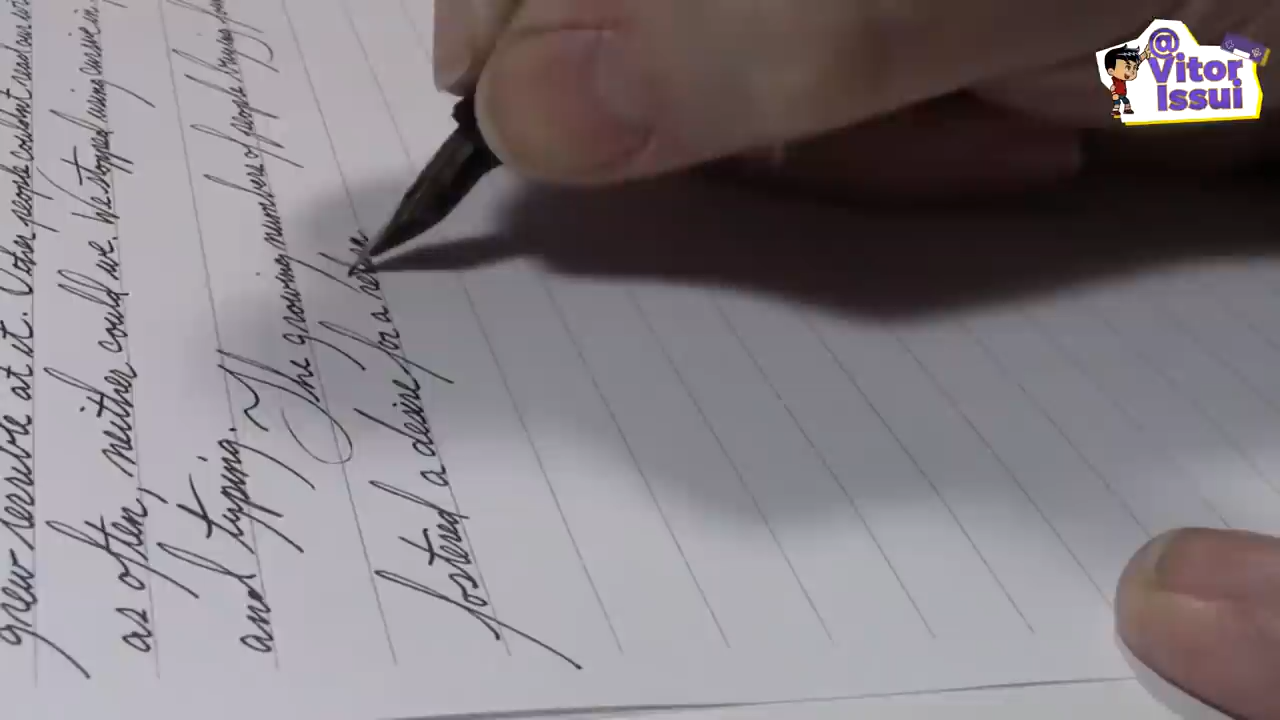 grew terrible at it. Other people couldn't read our
as often, neither could we. We stopped using cursive in
and typing.
The growing numbers of people
fostered a desire for a retu
@
Vitor
Issui